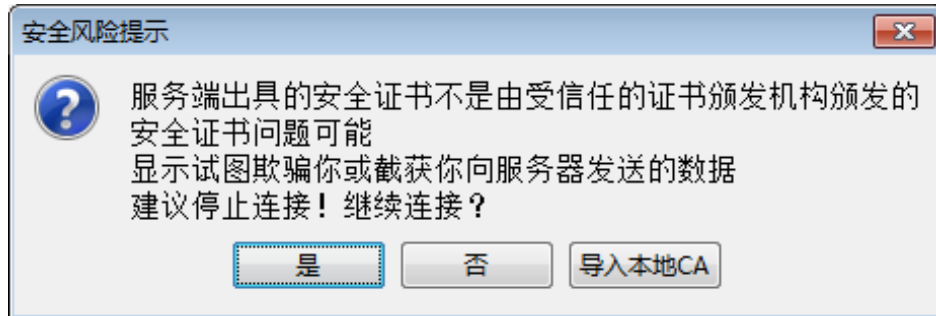 安全风险提示
服务端出具的安全证书不是由受信任的证书颁发机构颁发的
安全证书问题可能
显示试图欺骗你或截获你向服务器发送的数据
建议停止连接！继续连接？
是 否 导入本地CA